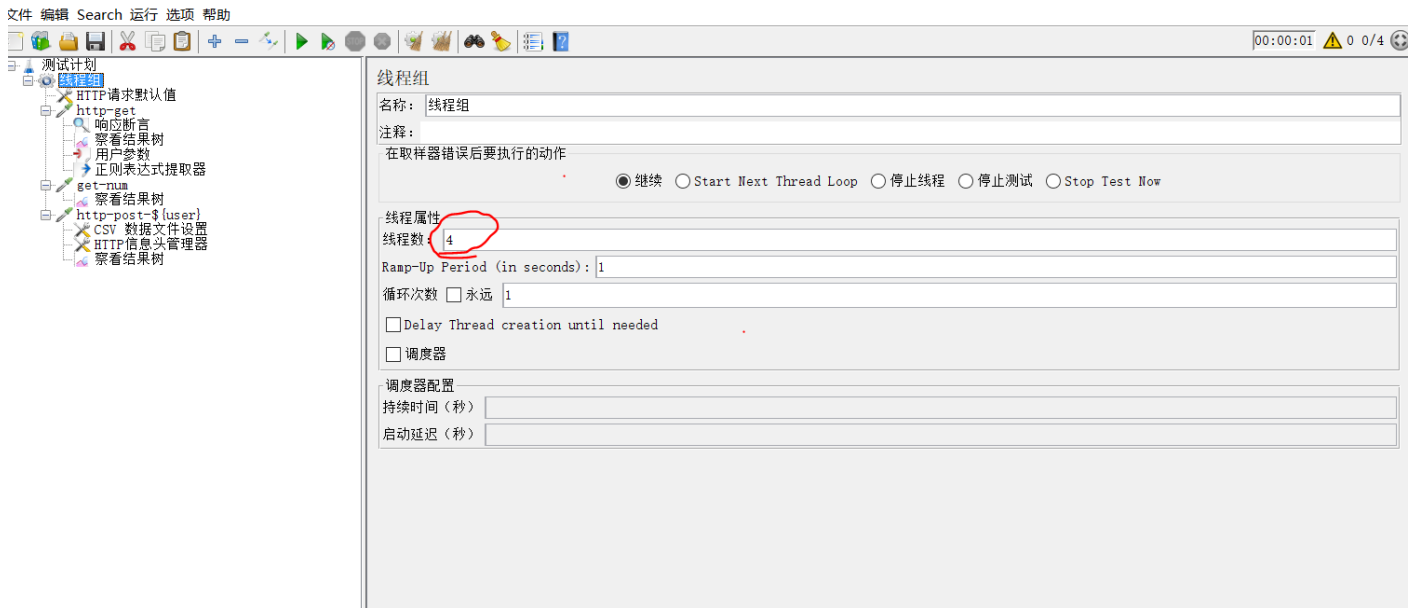 文件 编辑 Search 运行 选项 帮助
00:00:01 0 0/4
测试计划
线程组
HTTP请求默认值
http-get
响应断言
察看结果树
用户参数
正则表达式提取器
get-num
察看结果树
http-post-${user}
CSV 数据文件设置
HTTP信息头管理器
察看结果树
线程组
名称： 线程组
注释：
在取样器错误后要执行的动作
继续 Start Next Thread Loop 停止线程 停止测试 Stop Test Now
线程属性
线程数： 4
Ramp-Up Period (in seconds): 1
循环次数 永远 1
Delay Thread creation until needed
调度器
调度器配置
持续时间（秒）
启动延迟（秒）